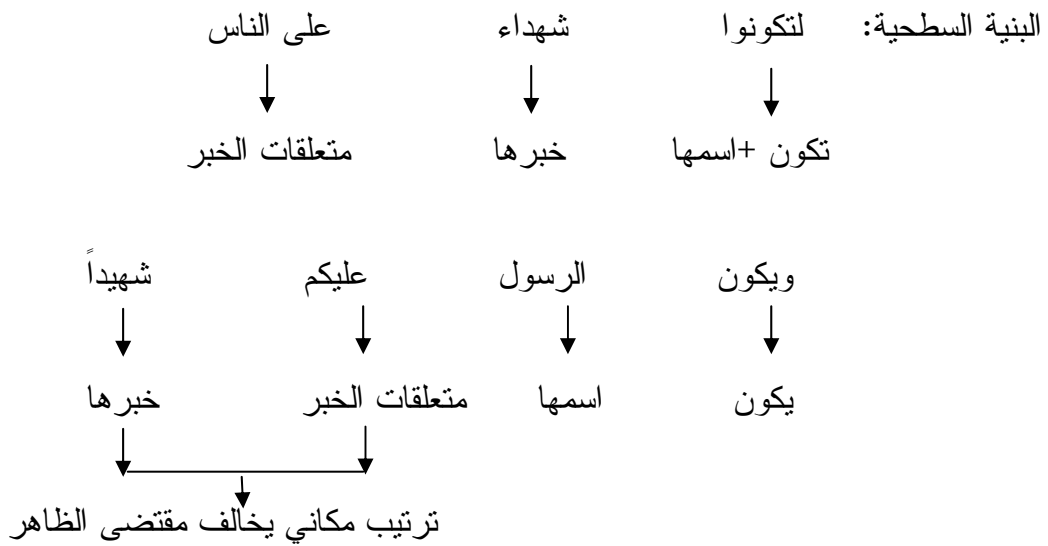 البنية السطحية: لتكونوا شهداء على الناس
تكون +اسمها خبرها متعلقات الخبر
ويكون الرسول عليكم شهيداً
يكون اسمها متعلقات الخبر خبرها
ترتيب مكاني يخالف مقتضى الظاهر